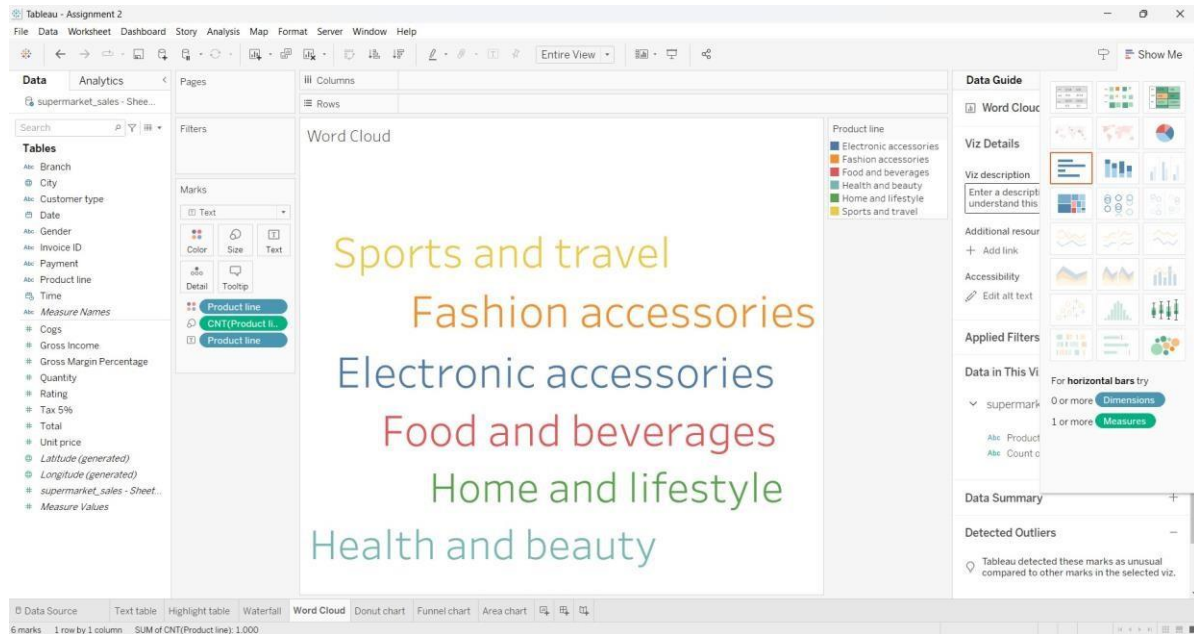 Tableau - Assignment 2
File Data Worksheet Dashboard Story Analysis Map Format Server Window Help
Entire View
Show Me
Data Analytics
supermarket_sales - Shee...
Search
Tables
Abc Branch
City
Abc Customer type
Date
Abc Gender
Abc Invoice ID
Abc Payment
Abc Product line
Time
Abc Measure Names
# Cogs
# Gross Income
# Gross Margin Percentage
# Quantity
# Rating
# Tax 5%
# Total
# Unit price
Latitude (generated)
Longitude (generated)
# supermarket_sales - Sheet...
# Measure Values
Pages
Filters
Marks
Text
Color Size Text
Detail Tooltip
Product line
CNT(Product li..
Product line
Columns
Rows
Word Cloud
Sports and travel
Fashion accessories
Electronic accessories
Food and beverages
Home and lifestyle
Health and beauty
Product line
Electronic accessories
Fashion accessories
Food and beverages
Health and beauty
Home and lifestyle
Sports and travel
Data Guide
Word Cloud
Viz Details
Viz description
Enter a descripti
understand this
Additional resour
+ Add link
Accessibility
Edit alt text
Applied Filters
Data in This Vi
supermark
Abc Product
Abc Count o
Data Summary +
Detected Outliers −
Tableau detected these marks as unusual
compared to other marks in the selected viz.
For horizontal bars try
0 or more Dimensions
1 or more Measures
Data Source Text table Highlight table Waterfall Word Cloud Donut chart Funnel chart Area chart
6 marks 1 row by 1 column SUM of CNT(Product line): 1,000